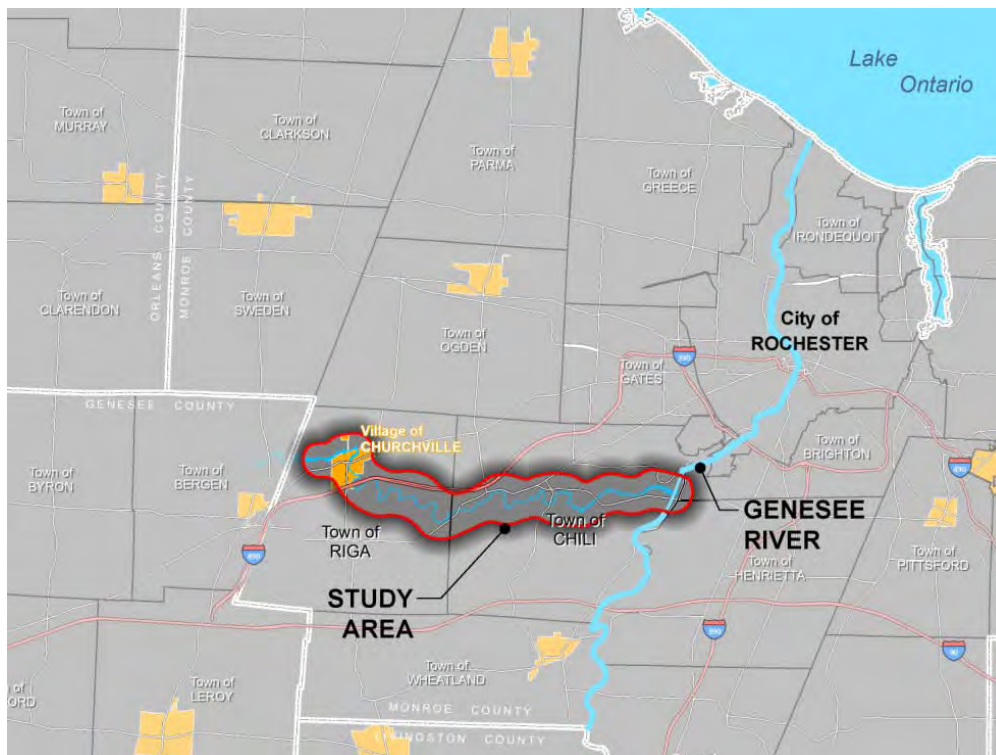 Lake
Ontario
Town of
MURRAY
Town of
CLARKSON
Town of
PARMA
Town of
GREECE
Town of
IRONDEQUOIT
ORLEANS COUNTY
MONROE COUNTY
Town of
CLARENDON
Town of
SWEDEN
Town of
OGDEN
City of
ROCHESTER
390
Town of
GATES
GENESEE COUNTY
Village of
CHURCHVILLE
Town of
BRIGHTON
490
Town of
BYRON
Town of
BERGEN
Town of
RIGA
Town of
CHILI
GENESEE
RIVER
490
Town of
HENRIETTA
Town of
PITTSFORD
STUDY
AREA
390
90
Town of
WHEATLAND
Town of
LEROY
MONROE COUNTY
LIVINGSTON COUNTY